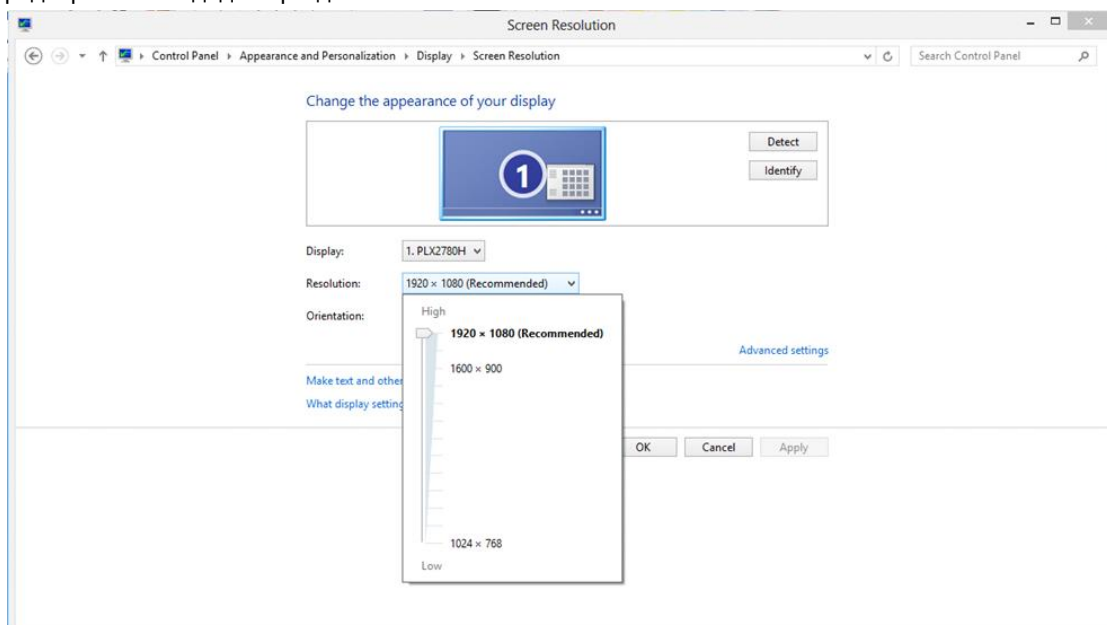 Screen Resolution
Control Panel ▸ Appearance and Personalization ▸ Display ▸ Screen Resolution
Search Control Panel
Change the appearance of your display
1
Detect
Identify
Display: 1. PLX2780H
Resolution: 1920 × 1080 (Recommended)
Orientation:
High
1920 × 1080 (Recommended)
1600 × 900
1024 × 768
Low
Advanced settings
Make text and other
What display setting
OK Cancel Apply